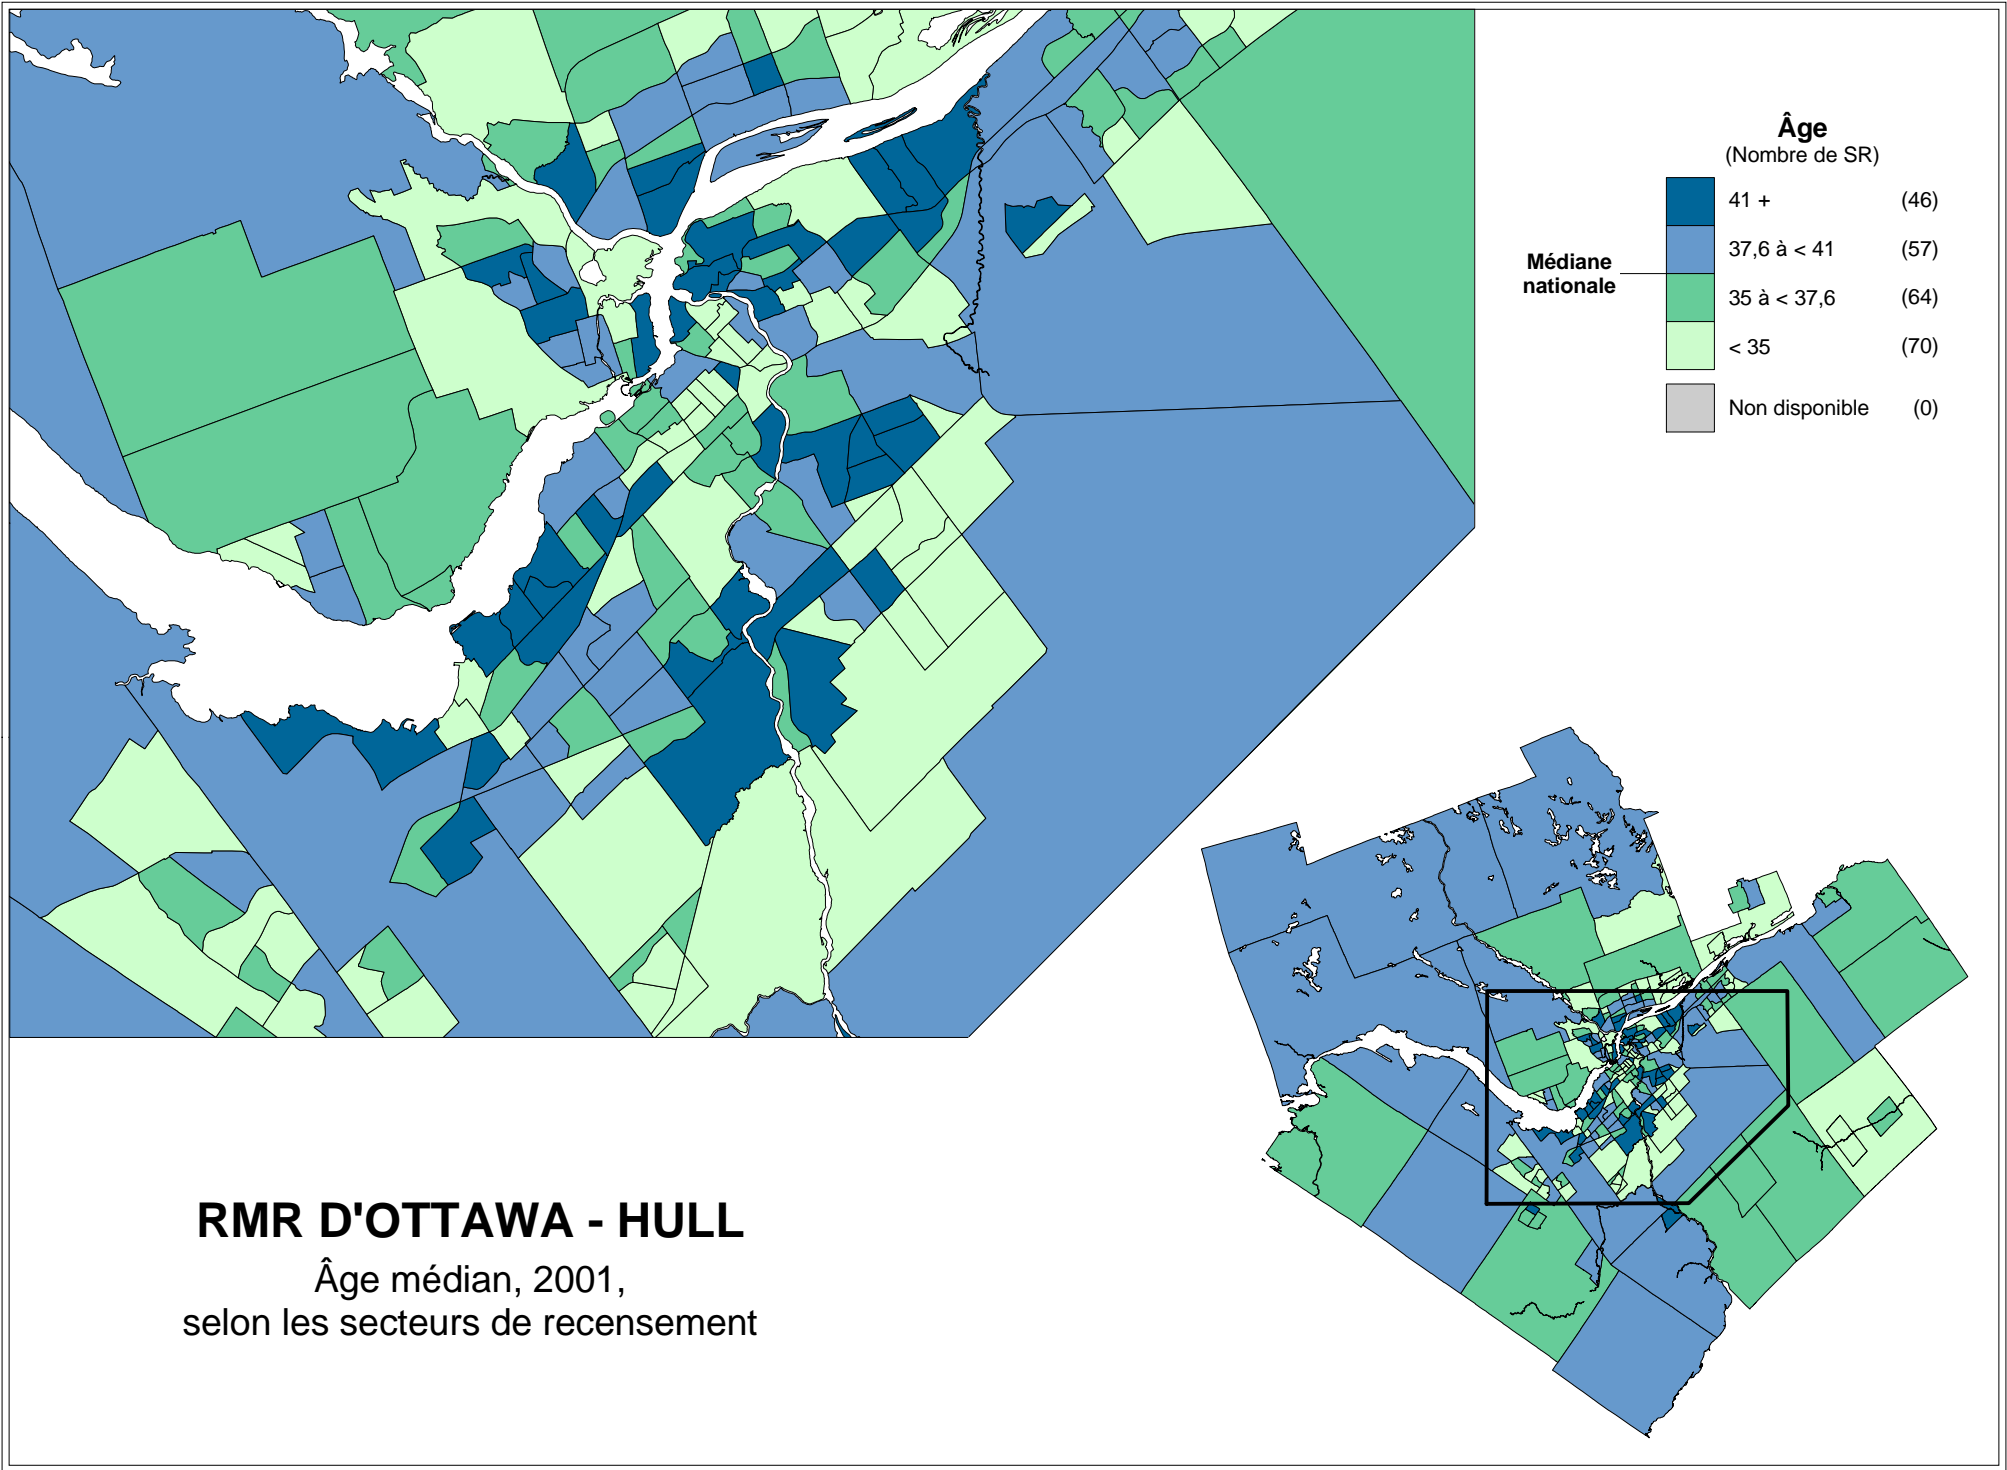 Âge
(Nombre de SR)
41 + (46)
37,6 à < 41 (57)
Médiane
nationale
35 à < 37,6 (64)
< 35 (70)
Non disponible (0)
RMR D'OTTAWA - HULL
Âge médian, 2001,
selon les secteurs de recensement